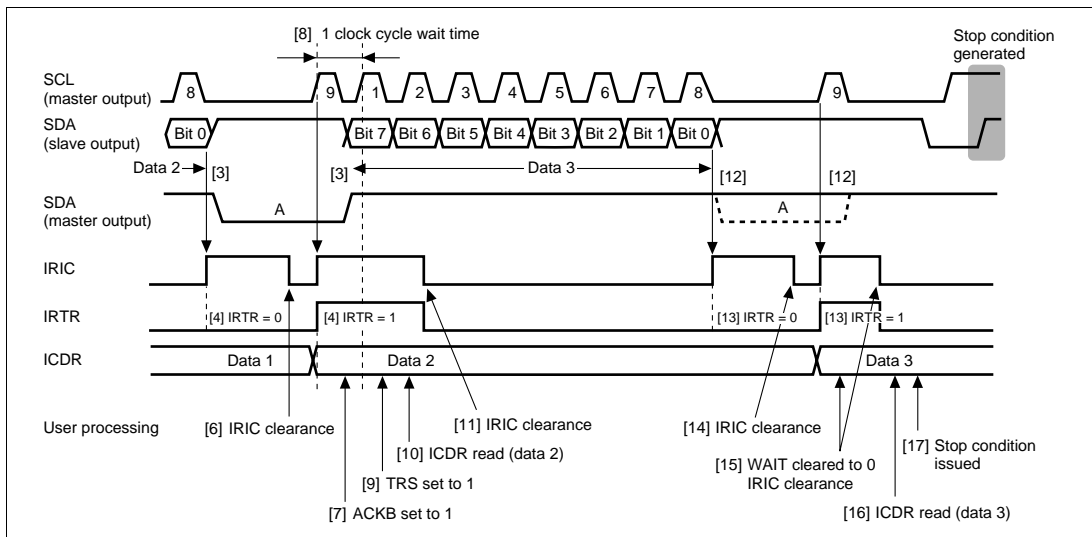 [8] 1 clock cycle wait time
Stop condition
generated
SCL
(master output)
8 9 1 2 3 4 5 6 7 8 9
SDA
(slave output)
Bit 0 Bit 7 Bit 6 Bit 5 Bit 4 Bit 3 Bit 2 Bit 1 Bit 0
Data 2 [3] [3] Data 3 [12] [12]
SDA
(master output)
A A
IRIC
IRTR
[4] IRTR = 0 [4] IRTR = 1 [13] IRTR = 0 [13] IRTR = 1
ICDR
Data 1 Data 2 Data 3
User processing
[6] IRIC clearance
[11] IRIC clearance
[14] IRIC clearance
[10] ICDR read (data 2)
[9] TRS set to 1
[7] ACKB set to 1
[15] WAIT cleared to 0
IRIC clearance
[17] Stop condition
issued
[16] ICDR read (data 3)